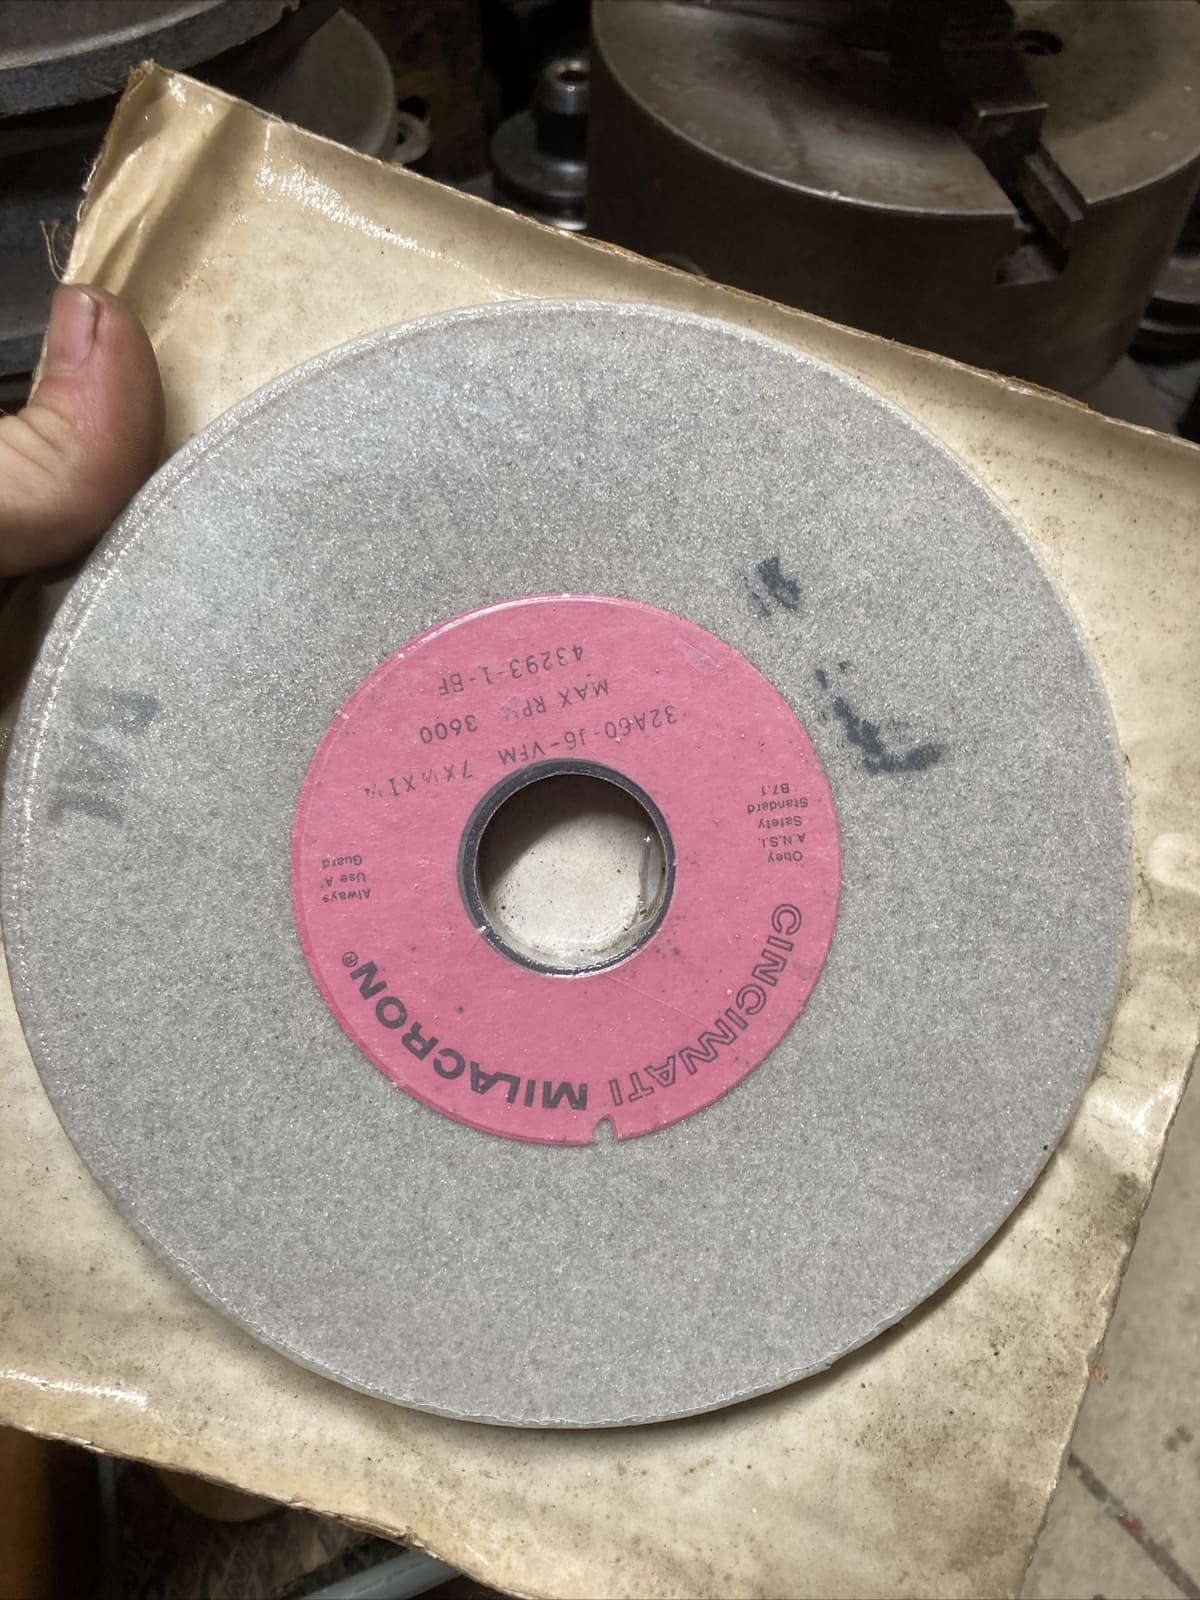 CINCINNATI MILACRON®
Obey
A.N.S.I.
Safety
Standard
B7.1
Always
Use A
Guard
32A60-J6-VFM 7X½X1¼
MAX RPM 3600
43293-1-BF